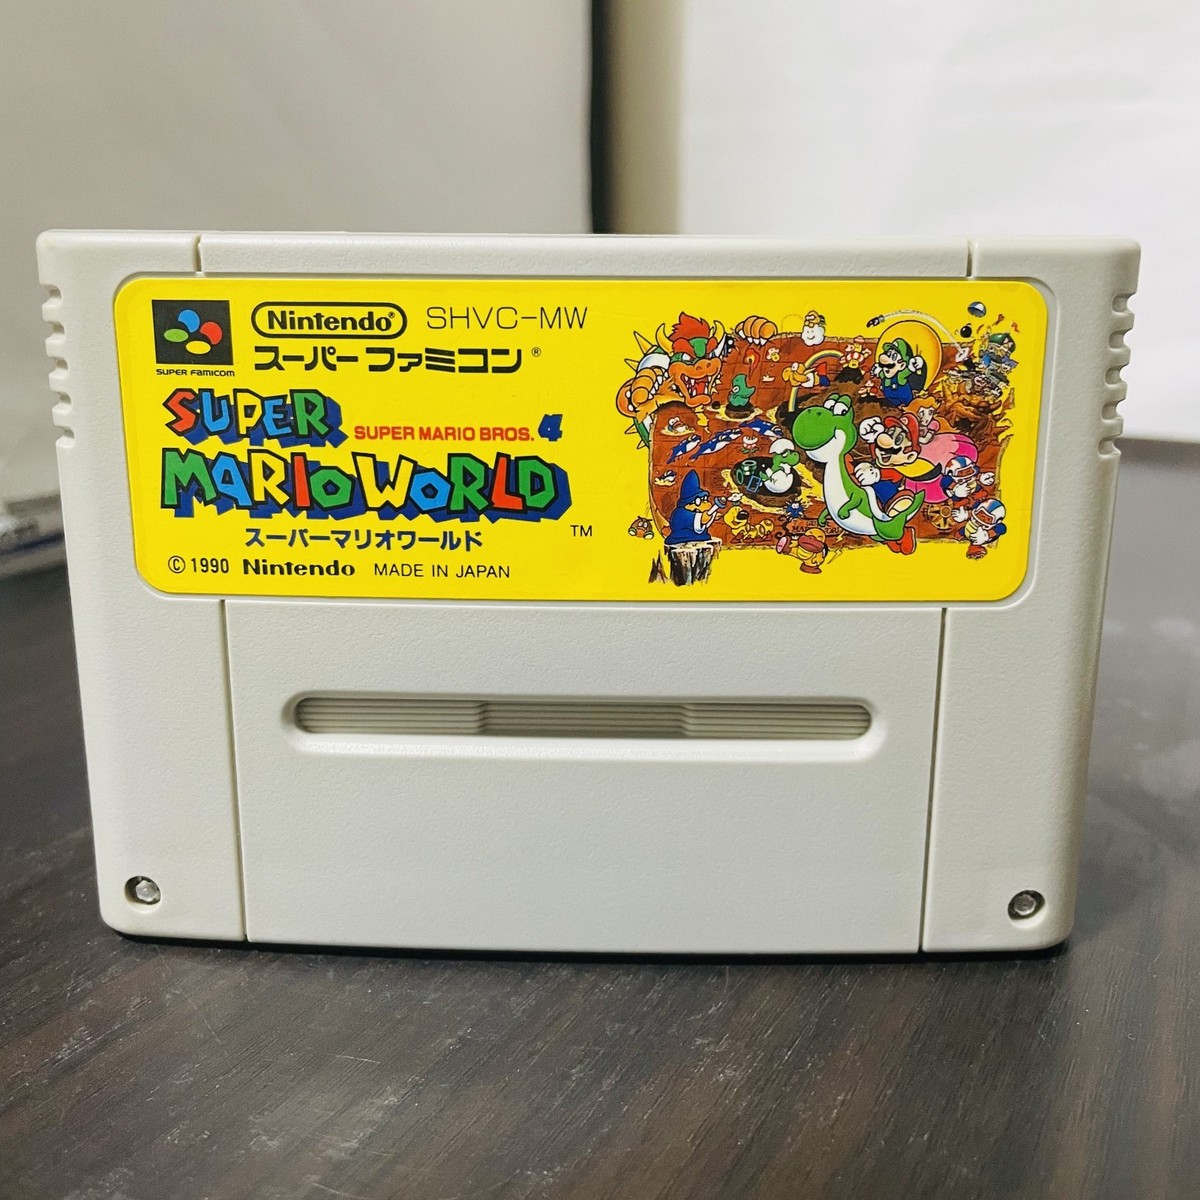 SUPER FAMICOM
Nintendo® SHVC-MW
スーパーファミコン®
SUPER
SUPER MARIO BROS. 4
MARIO WORLD
TM
スーパーマリオワールド
© 1990 Nintendo MADE IN JAPAN